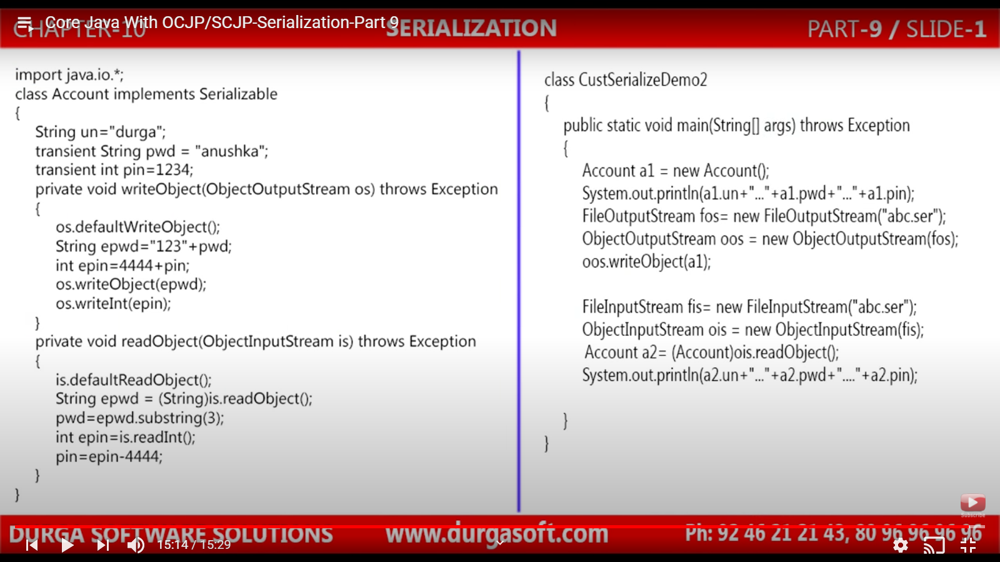 Core Java With OCJP/SCJP-Serialization-Part 9
CHAPTER-10
SERIALIZATION
PART-9 / SLIDE-1
import java.io.*;
class Account implements Serializable
{
String un="durga";
transient String pwd = "anushka";
transient int pin=1234;
private void writeObject(ObjectOutputStream os) throws Exception
{
os.defaultWriteObject();
String epwd="123"+pwd;
int epin=4444+pin;
os.writeObject(epwd);
os.writeInt(epin);
}
private void readObject(ObjectInputStream is) throws Exception
{
is.defaultReadObject();
String epwd = (String)is.readObject();
pwd=epwd.substring(3);
int epin=is.readInt();
pin=epin-4444;
}
}
class CustSerializeDemo2
{
public static void main(String[] args) throws Exception
{
Account a1 = new Account();
System.out.println(a1.un+"..."+a1.pwd+"..."+a1.pin);
FileOutputStream fos= new FileOutputStream("abc.ser");
ObjectOutputStream oos = new ObjectOutputStream(fos);
oos.writeObject(a1);
FileInputStream fis= new FileInputStream("abc.ser");
ObjectInputStream ois = new ObjectInputStream(fis);
Account a2= (Account)ois.readObject();
System.out.println(a2.un+"..."+a2.pwd+"...."+a2.pin);
}
}
Subscribe
DURGA SOFTWARE SOLUTIONS
www.durgasoft.com
Ph: 92 46 21 21 43, 80 96 96 96 96
15:14 / 15:29